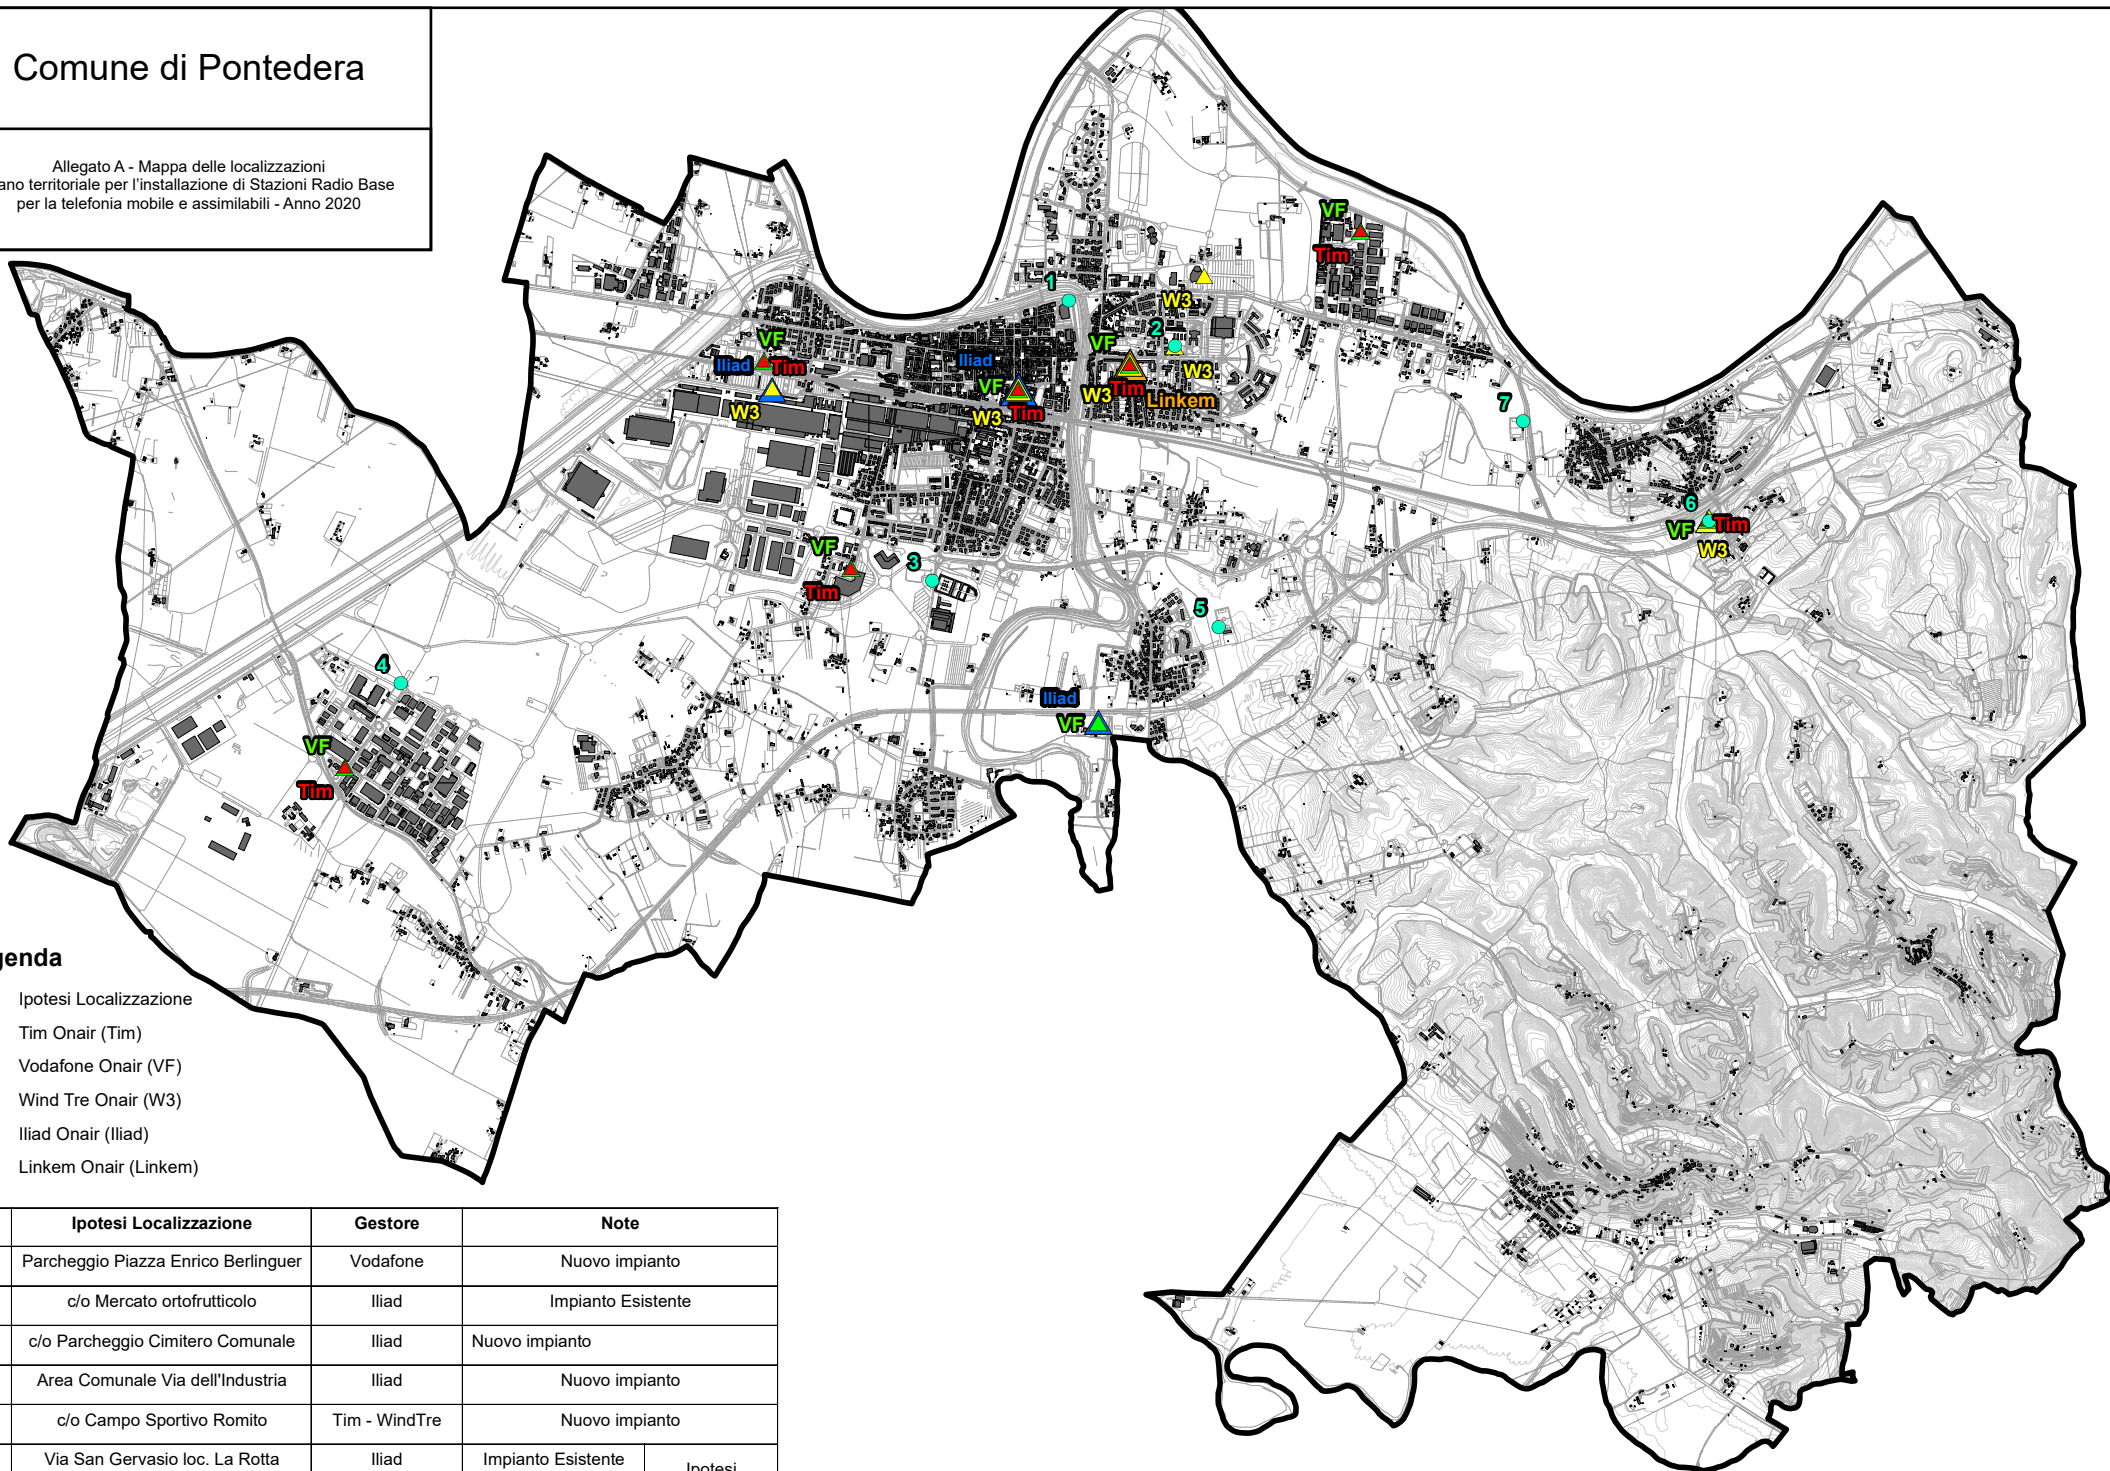 Comune di Pontedera
Allegato A - Mappa delle localizzazioni
ano territoriale per l'installazione di Stazioni Radio Base
per la telefonia mobile e assimilabili - Anno 2020
VF
Tim
1
W3
2
VF
W3
Tim
Linkem
W3
VF
Iliad
Tim
W3
Iliad
VF
W3
Tim
7
6
VF
Tim
W3
VF
Tim
3
5
4
Iliad
VF
VF
Tim
genda
Ipotesi Localizzazione
Tim Onair (Tim)
Vodafone Onair (VF)
Wind Tre Onair (W3)
Iliad Onair (Iliad)
Linkem Onair (Linkem)
Ipotesi Localizzazione Gestore Note
Parcheggio Piazza Enrico Berlinguer Vodafone Nuovo impianto
c/o Mercato ortofrutticolo Iliad Impianto Esistente
c/o Parcheggio Cimitero Comunale Iliad Nuovo impianto
Area Comunale Via dell'Industria Iliad Nuovo impianto
c/o Campo Sportivo Romito Tim - WindTre Nuovo impianto
Via San Gervasio loc. La Rotta Iliad Impianto Esistente Ipotesi